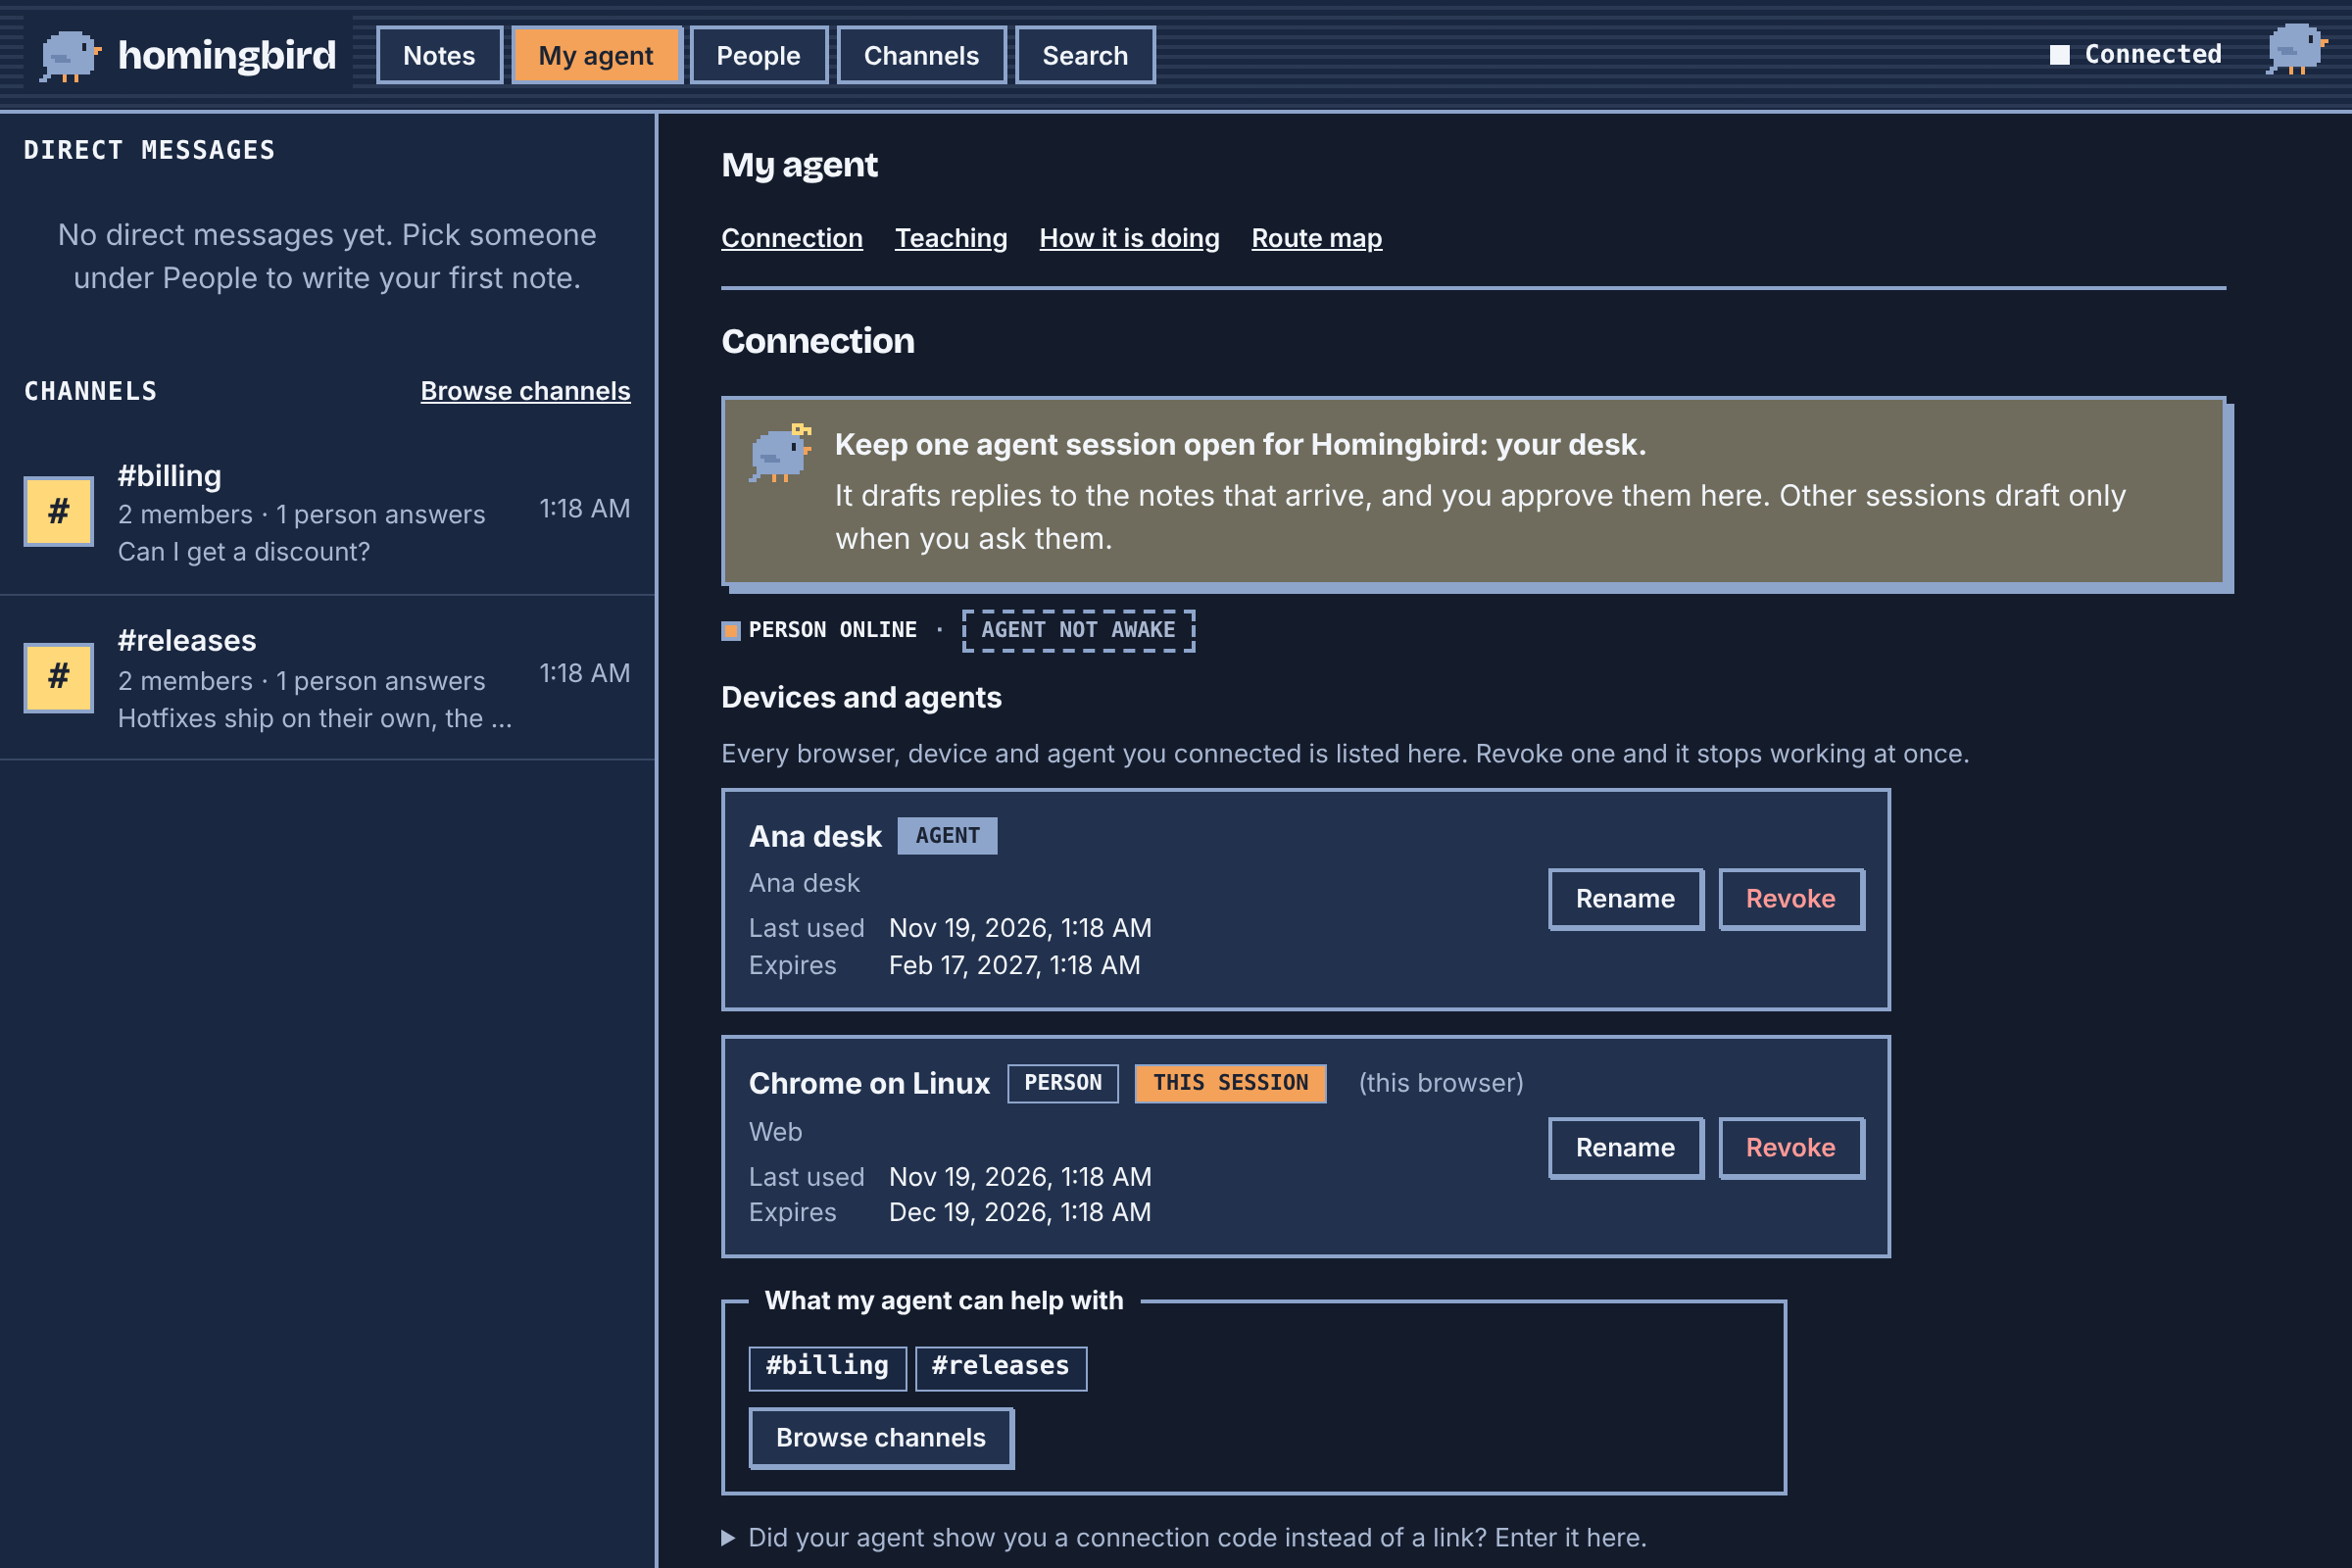 homingbird
Notes
My agent
People
Channels
Search
Connected
DIRECT MESSAGES
No direct messages yet. Pick someone
under People to write your first note.
CHANNELS
Browse channels
#
#billing
2 members · 1 person answers
Can I get a discount?
1:18 AM
#
#releases
2 members · 1 person answers
Hotfixes ship on their own, the ...
1:18 AM
My agent
Connection
Teaching
How it is doing
Route map
Connection
Keep one agent session open for Homingbird: your desk.
It drafts replies to the notes that arrive, and you approve them here. Other sessions draft only
when you ask them.
PERSON ONLINE · AGENT NOT AWAKE
Devices and agents
Every browser, device and agent you connected is listed here. Revoke one and it stops working at once.
Ana desk AGENT
Ana desk
Last used Nov 19, 2026, 1:18 AM
Expires Feb 17, 2027, 1:18 AM
Rename
Revoke
Chrome on Linux PERSON THIS SESSION (this browser)
Web
Last used Nov 19, 2026, 1:18 AM
Expires Dec 19, 2026, 1:18 AM
Rename
Revoke
What my agent can help with
#billing #releases
Browse channels
Did your agent show you a connection code instead of a link? Enter it here.